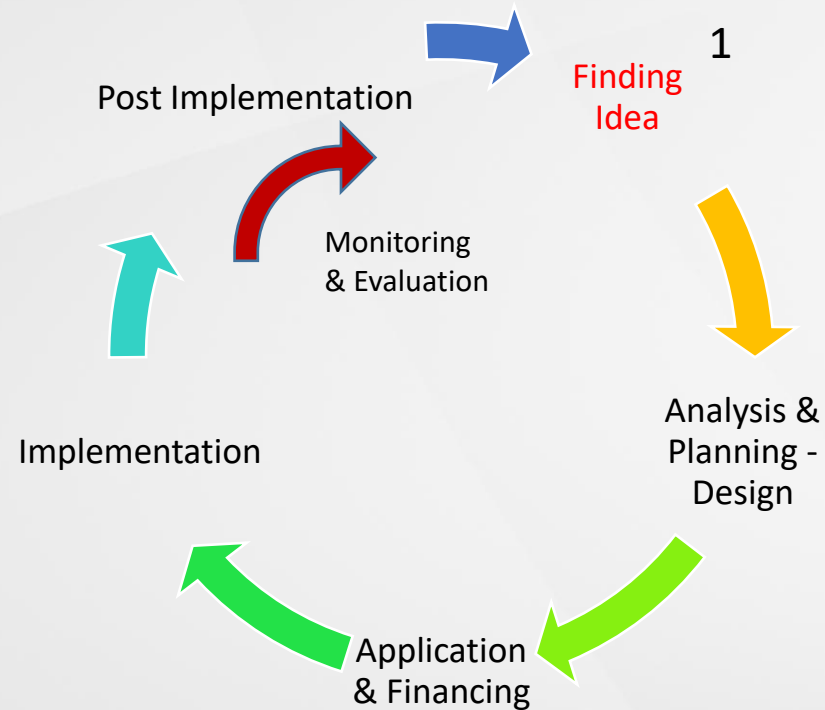 1
Finding
Idea
Analysis &
Planning -
Design
Application
& Financing
Implementation
Post Implementation
Monitoring
& Evaluation